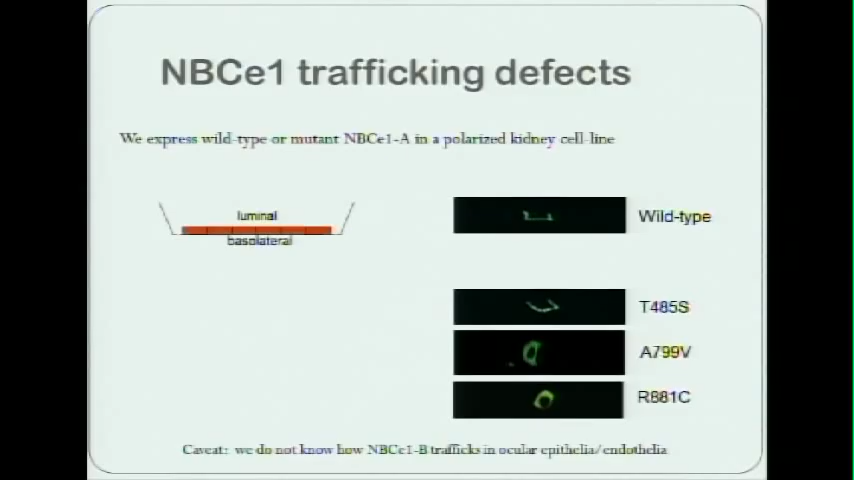 NBCe1 trafficking defects
We express wild-type or mutant NBCe1-A in a polarized kidney cell-line
luminal
basolateral
Wild-type
T485S
A799V
R881C
Caveat: we do not know how NBCe1-B trafficks in ocular epithelia/endothelia